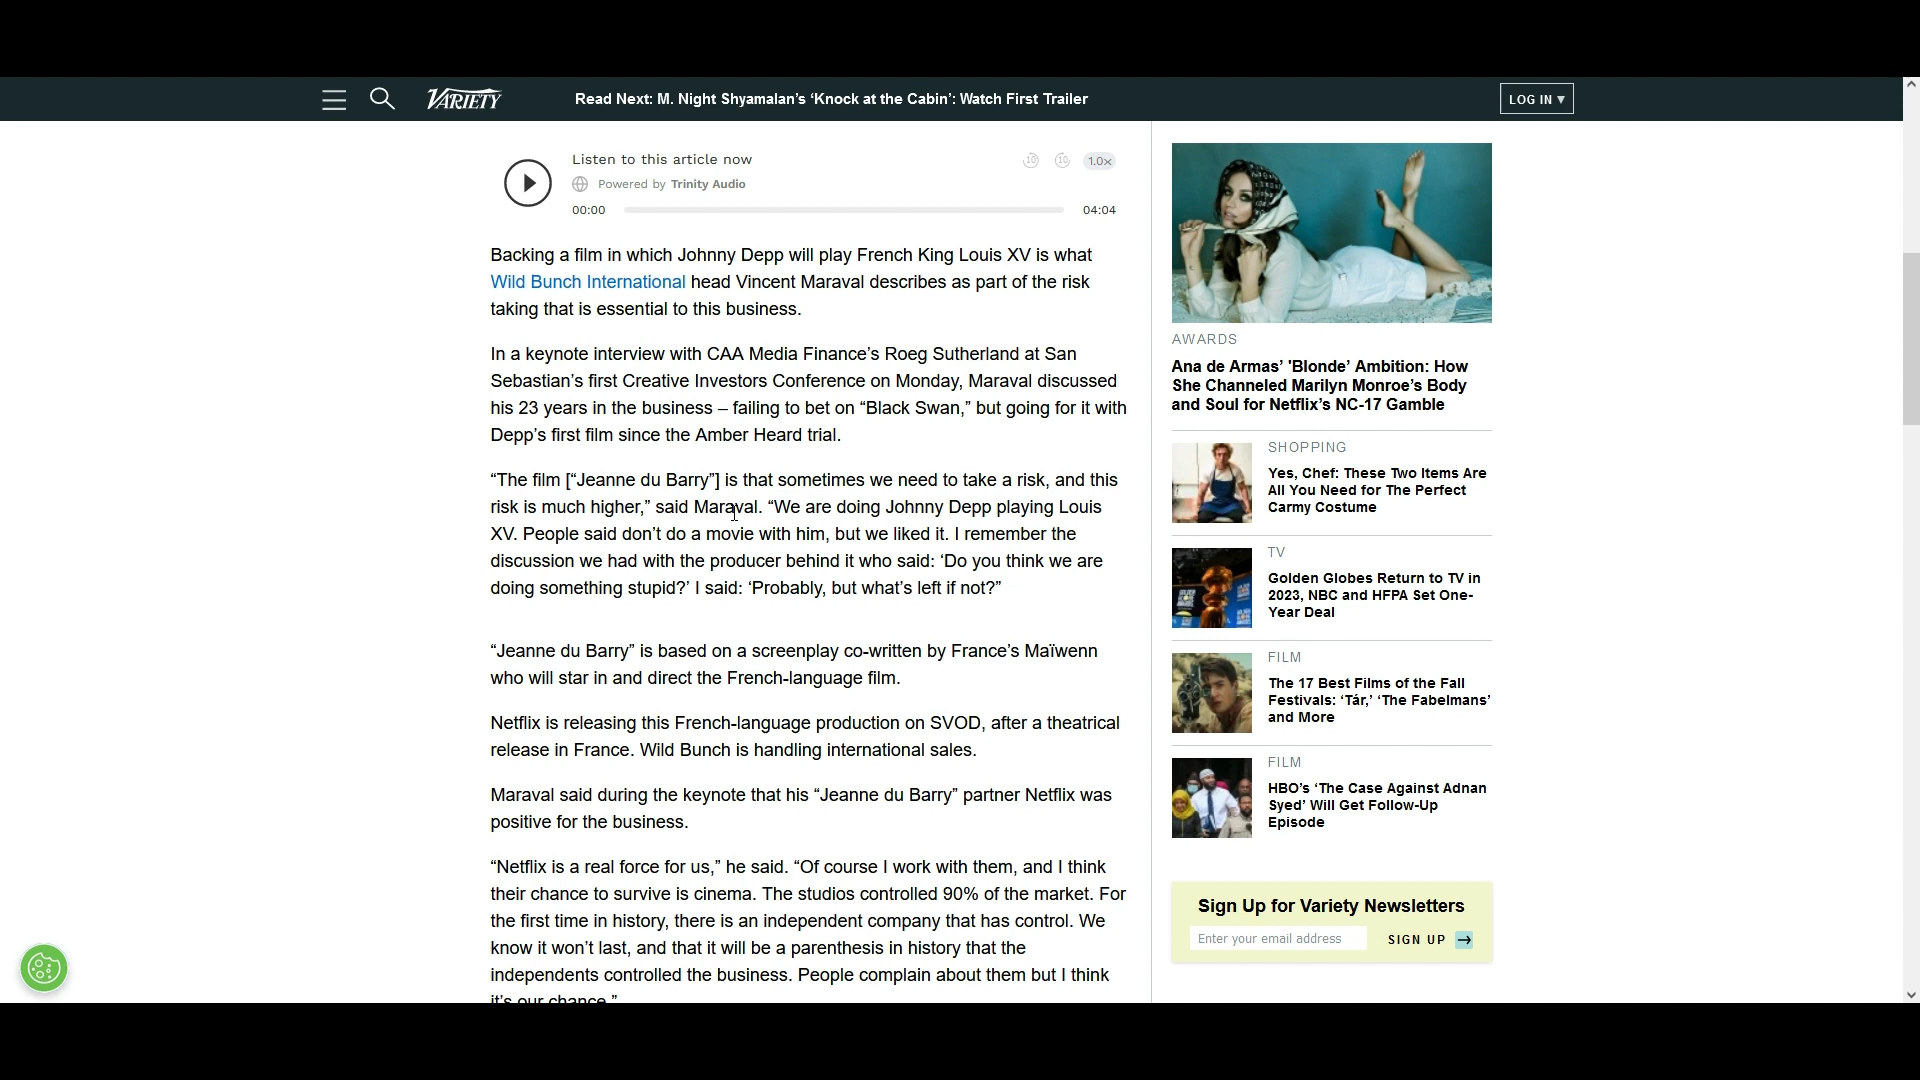 VARIETY
Read Next: M. Night Shyamalan’s ‘Knock at the Cabin’: Watch First Trailer
LOG IN ▾
Listen to this article now
10
10
1.0x
Powered by Trinity Audio
00:00
04:04
Backing a film in which Johnny Depp will play French King Louis XV is what
Wild Bunch International head Vincent Maraval describes as part of the risk
taking that is essential to this business.
In a keynote interview with CAA Media Finance’s Roeg Sutherland at San
Sebastian’s first Creative Investors Conference on Monday, Maraval discussed
his 23 years in the business – failing to bet on “Black Swan,” but going for it with
Depp’s first film since the Amber Heard trial.
“The film [“Jeanne du Barry”] is that sometimes we need to take a risk, and this
risk is much higher,” said Maraval. “We are doing Johnny Depp playing Louis
XV. People said don’t do a movie with him, but we liked it. I remember the
discussion we had with the producer behind it who said: ‘Do you think we are
doing something stupid?’ I said: ‘Probably, but what’s left if not?”
“Jeanne du Barry” is based on a screenplay co-written by France’s Maïwenn
who will star in and direct the French-language film.
Netflix is releasing this French-language production on SVOD, after a theatrical
release in France. Wild Bunch is handling international sales.
Maraval said during the keynote that his “Jeanne du Barry” partner Netflix was
positive for the business.
“Netflix is a real force for us,” he said. “Of course I work with them, and I think
their chance to survive is cinema. The studios controlled 90% of the market. For
the first time in history, there is an independent company that has control. We
know it won’t last, and that it will be a parenthesis in history that the
independents controlled the business. People complain about them but I think
it’s our chance.”
AWARDS
Ana de Armas’ 'Blonde’ Ambition: How
She Channeled Marilyn Monroe’s Body
and Soul for Netflix’s NC-17 Gamble
SHOPPING
Yes, Chef: These Two Items Are
All You Need for The Perfect
Carmy Costume
TV
Golden Globes Return to TV in
2023, NBC and HFPA Set One-
Year Deal
FILM
The 17 Best Films of the Fall
Festivals: ‘Tár,’ ‘The Fabelmans’
and More
FILM
HBO’s ‘The Case Against Adnan
Syed’ Will Get Follow-Up
Episode
Sign Up for Variety Newsletters
Enter your email address
SIGN UP →